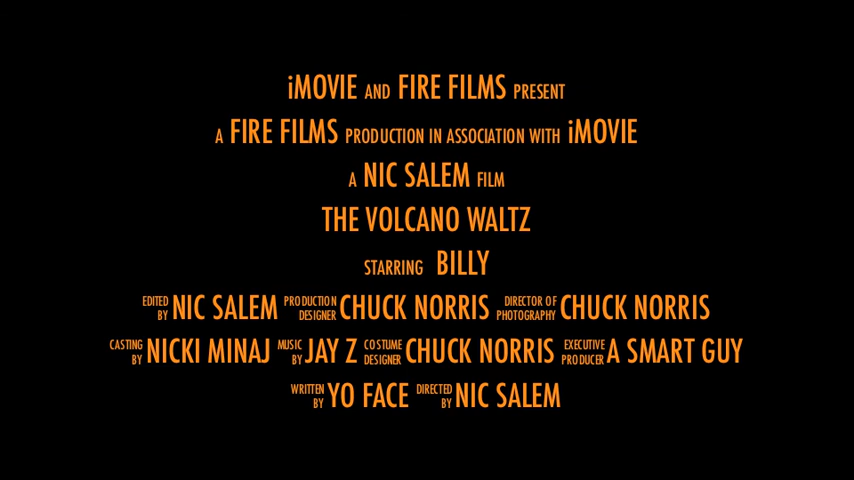 iMOVIE AND FIRE FILMS PRESENT
A FIRE FILMS PRODUCTION IN ASSOCIATION WITH iMOVIE
A NIC SALEM FILM
THE VOLCANO WALTZ
STARRING BILLY
EDITED BY NIC SALEM PRODUCTION DESIGNER CHUCK NORRIS DIRECTOR OF PHOTOGRAPHY CHUCK NORRIS
CASTING BY NICKI MINAJ MUSIC BY JAY Z COSTUME DESIGNER CHUCK NORRIS EXECUTIVE PRODUCER A SMART GUY
WRITTEN BY YO FACE DIRECTED BY NIC SALEM